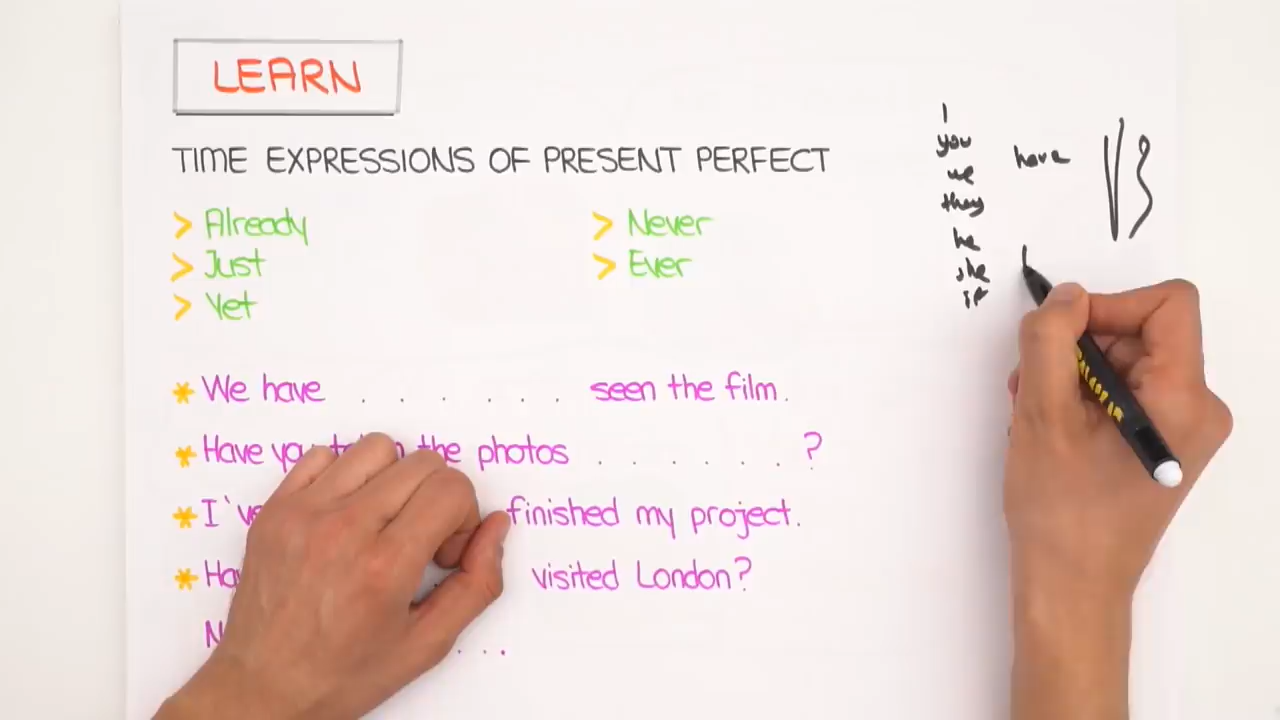 LEARN
TIME EXPRESSIONS OF PRESENT PERFECT
> Already
> Just
> Yet
> Never
> Ever
* We have . . . . . . seen the film.
* Have you the photos . . . . . . ?
* I've finished my project.
* visited London?
. . .
I
you
we
they
he
she
it
have
V3